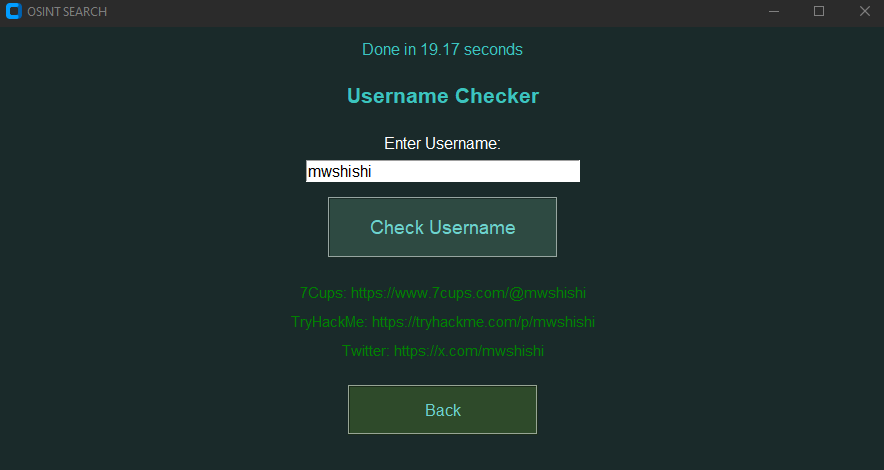 OSINT SEARCH
Done in 19.17 seconds
Username Checker
Enter Username:
mwshishi
Check Username
7Cups: https://www.7cups.com/@mwshishi
TryHackMe: https://tryhackme.com/p/mwshishi
Twitter: https://x.com/mwshishi
Back